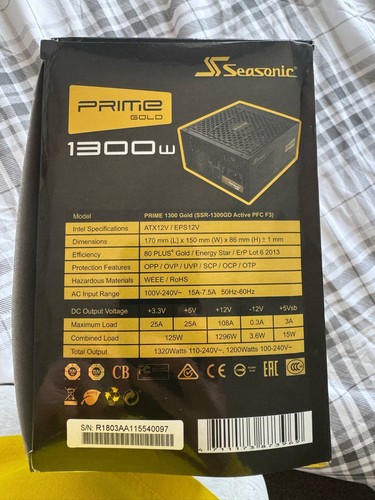 Seasonic
PRIME
GOLD
1300W
Model PRIME 1300 Gold (SSR-1300GD Active PFC F3)
Intel Specifications ATX12V / EPS12V
Dimensions 170 mm (L) x 150 mm (W) x 86 mm (H) ± 1 mm
Efficiency 80 PLUS® Gold / Energy Star / ErP Lot 6 2013
Protection Features OPP / OVP / UVP / SCP / OCP / OTP
Hazardous Materials WEEE / RoHS
AC Input Range 100V-240V~ 15A-7.5A 50Hz-60Hz
DC Output Voltage +3.3V +5V +12V -12V +5Vsb
Maximum Load 25A 25A 108A 0.3A 3A
Combined Load 125W 1296W 3.6W 15W
Total Output 1320Watts 110-240V~, 1200Watts 100-240V~
CB FC CE EAC
S/N: R1803AA115540097